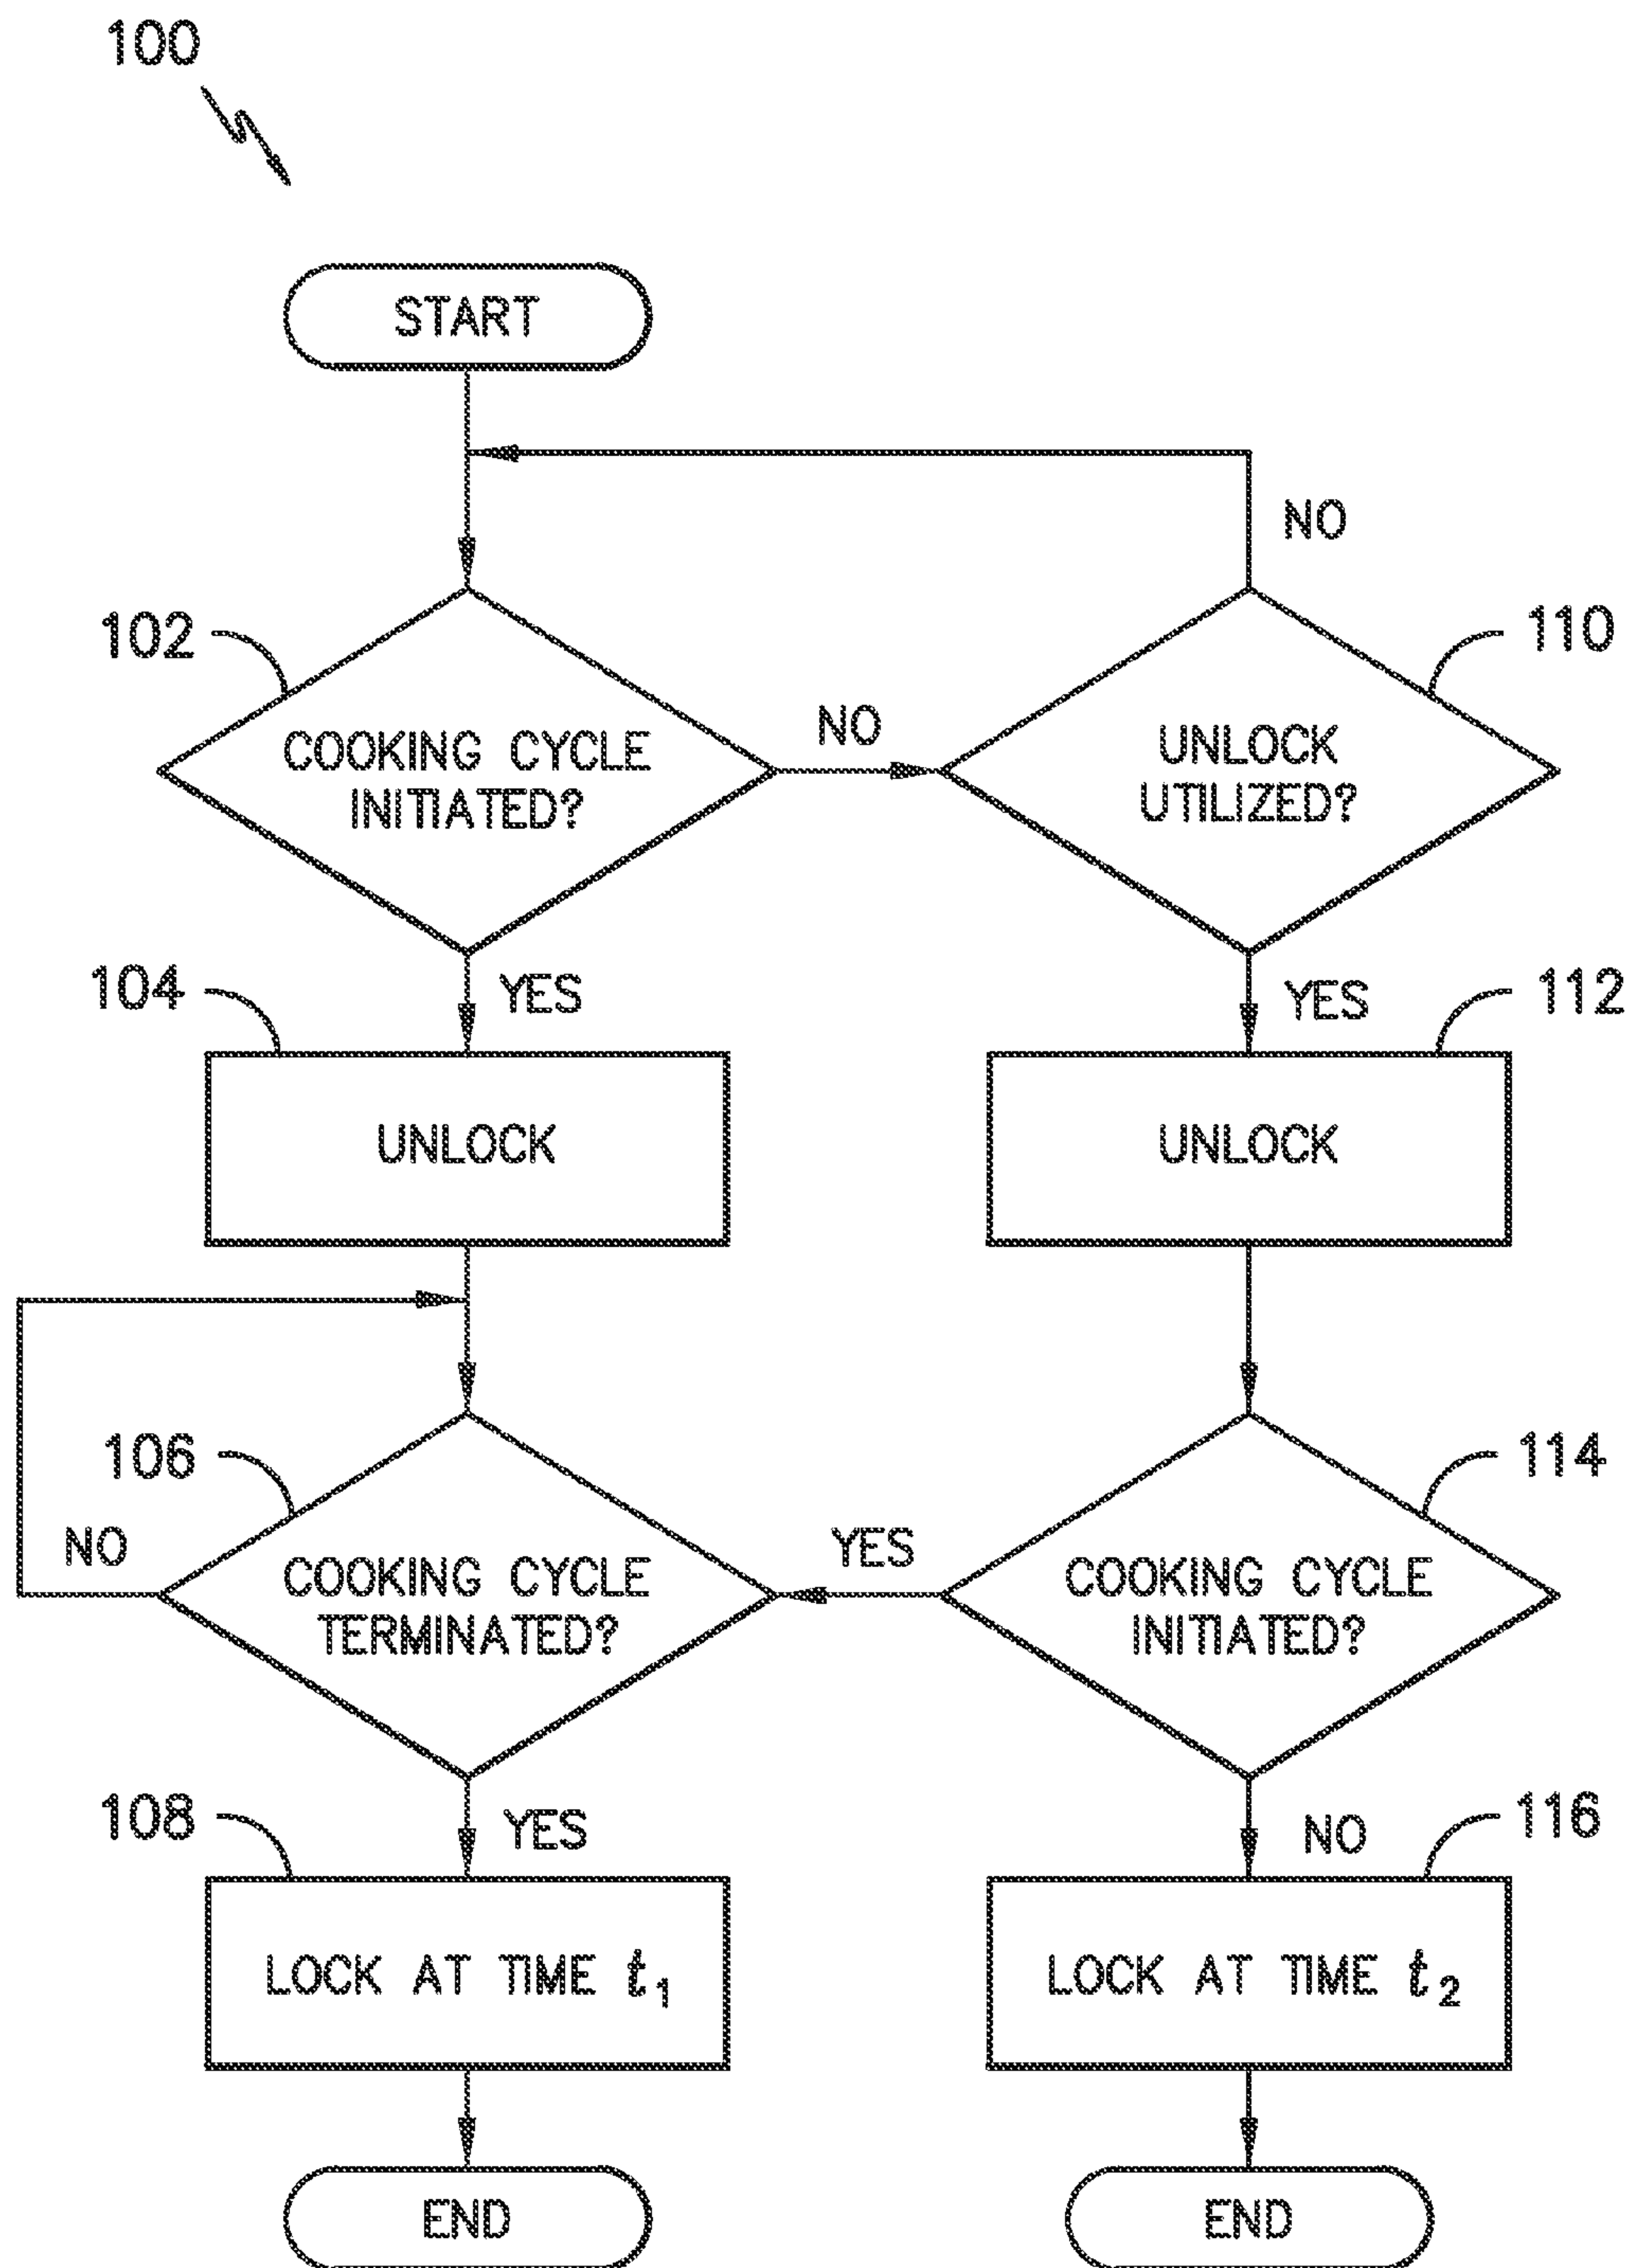 100
START
NO
102
110
COOKING CYCLE
INITIATED?
NO
UNLOCK
UTILIZED?
104
YES
YES
112
UNLOCK
UNLOCK
106
114
NO
COOKING CYCLE
TERMINATED?
YES
COOKING CYCLE
INITIATED?
108
YES
NO
116
LOCK AT TIME t₁
LOCK AT TIME t₂
END
END